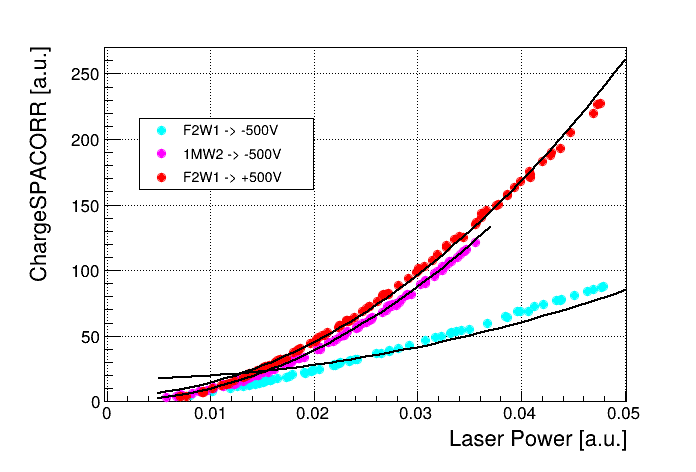 ChargeSPACORR [a.u.]
250
200
150
100
50
0
F2W1 -> -500V
1MW2 -> -500V
F2W1 -> +500V
0 0.01 0.02 0.03 0.04 0.05
Laser Power [a.u.]